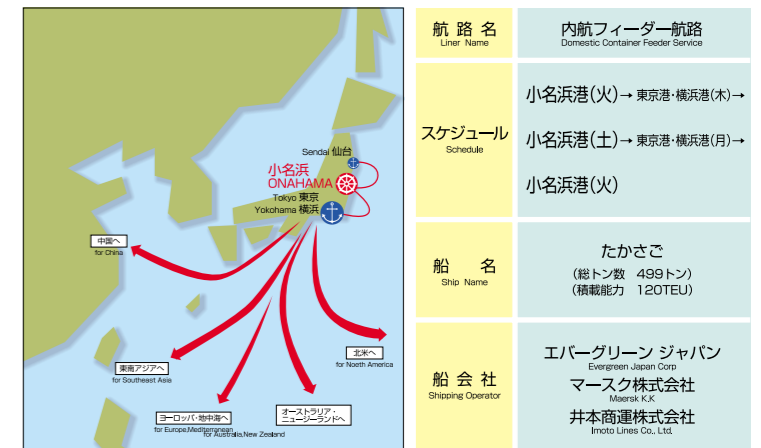 Sendai 仙台
小名浜
ONAHAMA
Tokyo 東京
Yokohama 横浜
中国へ
for China
東南アジアへ
for Southeast Asia
ヨーロッパ・地中海へ
for Europe,Mediterranean
オーストラリア・
ニュージーランドへ
for Australia,New Zealand
北米へ
for Noeth America
航路名
Liner Name
内航フィーダー航路
Domestic Container Feeder Service
スケジュール
Schedule
小名浜港(火)→ 東京港・横浜港(木)→
小名浜港(土)→ 東京港・横浜港(月)→
小名浜港(火)
船名
Ship Name
たかさご
(総トン数 499トン)
(積載能力 120TEU)
船会社
Shipping Operator
エバーグリーン ジャパン
Evergreen Japan Corp
マースク株式会社
Maersk K.K
井本商運株式会社
Imoto Lines Co., Ltd.